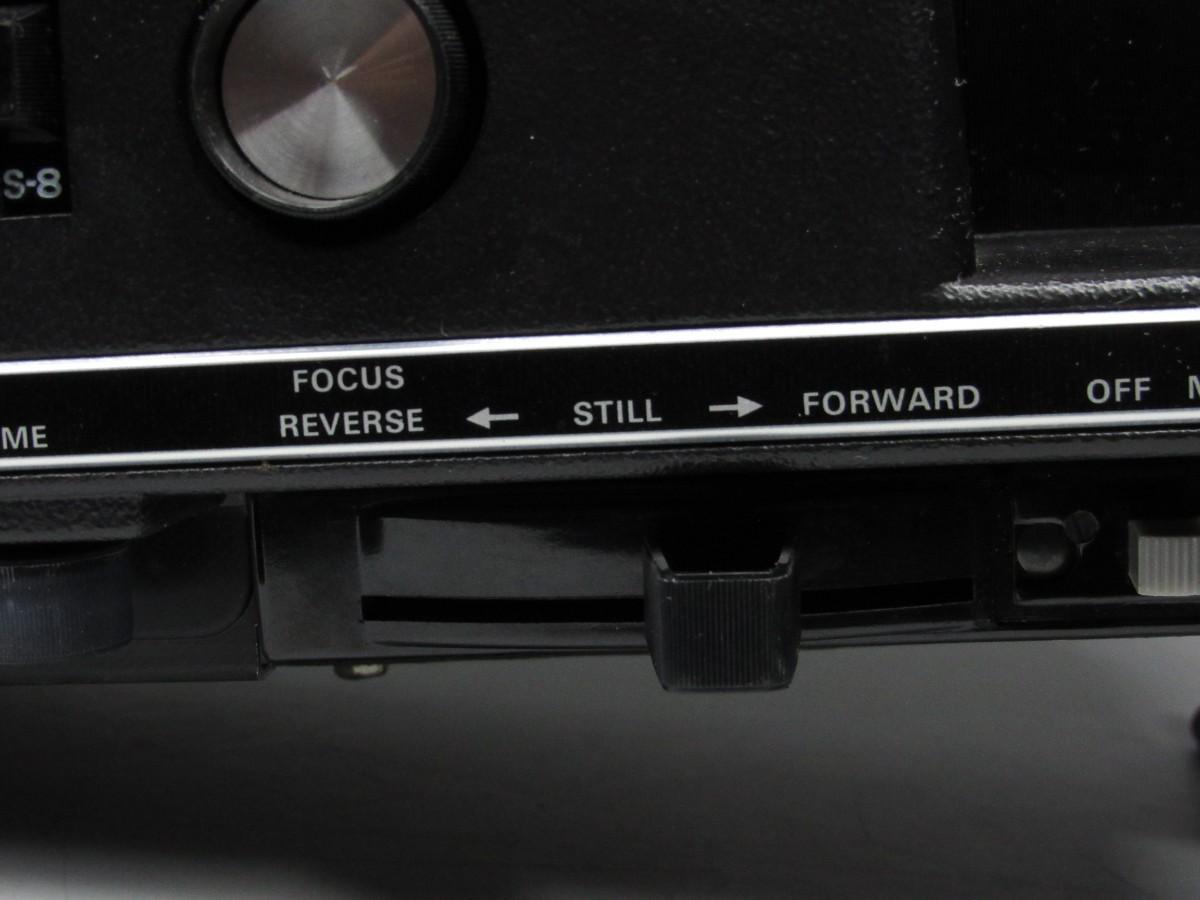 S-8
FOCUS
ME REVERSE ← STILL → FORWARD OFF M